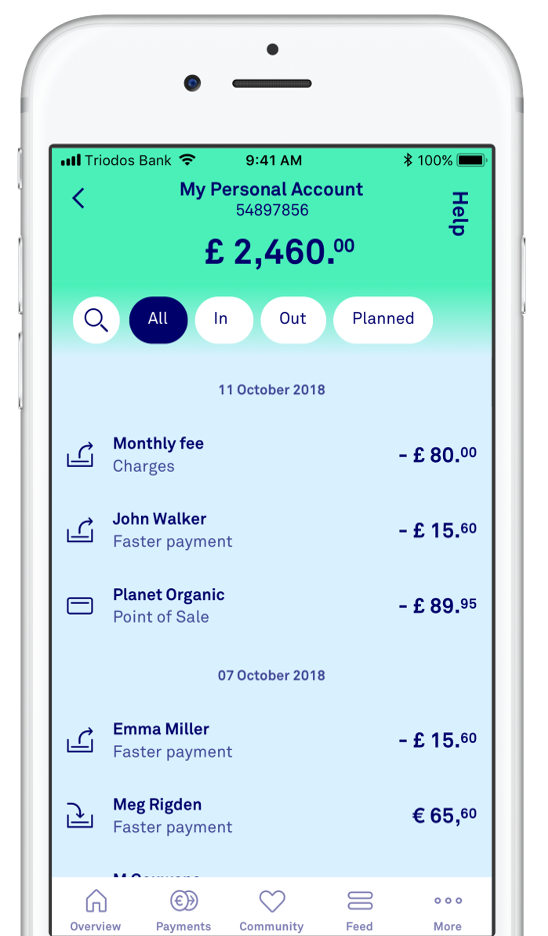 Triodos Bank 9:41 AM 100%
My Personal Account
54897856
Help
£ 2,460.00
All In Out Planned
11 October 2018
Monthly fee
- £ 80.00
Charges
John Walker
- £ 15.60
Faster payment
Planet Organic
- £ 89.95
Point of Sale
07 October 2018
Emma Miller
- £ 15.60
Faster payment
Meg Rigden
€ 65,60
Faster payment
Overview Payments Community Feed More